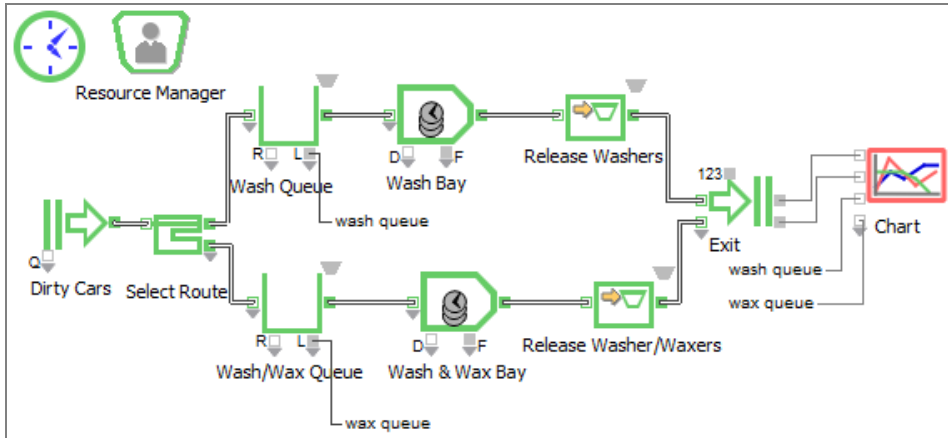 Resource Manager
R
L
Wash Queue
wash queue
D
F
Wash Bay
Release Washers
123
Exit
Chart
wash queue
wax queue
Q
Dirty Cars
Select Route
R
L
Wash/Wax Queue
wax queue
D
F
Wash & Wax Bay
Release Washer/Waxers